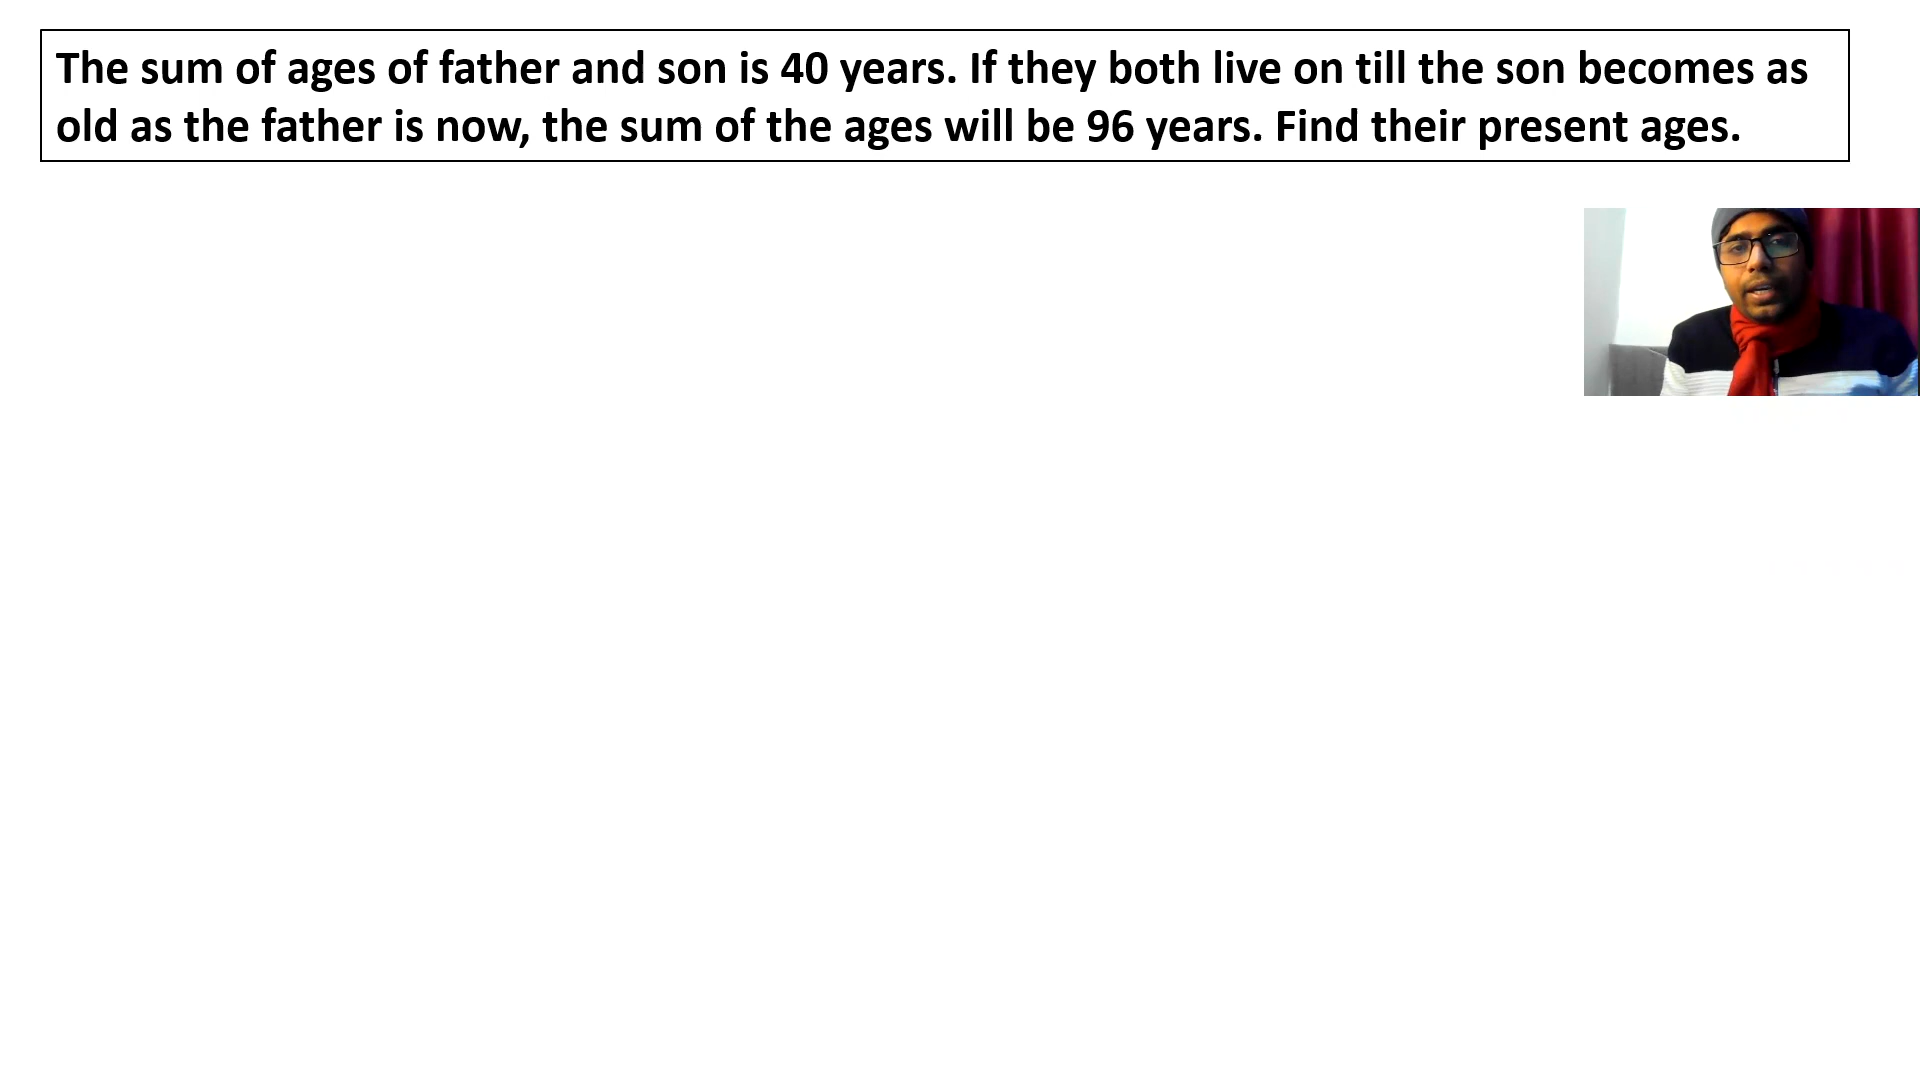 The sum of ages of father and son is 40 years. If they both live on till the son becomes as
old as the father is now, the sum of the ages will be 96 years. Find their present ages.